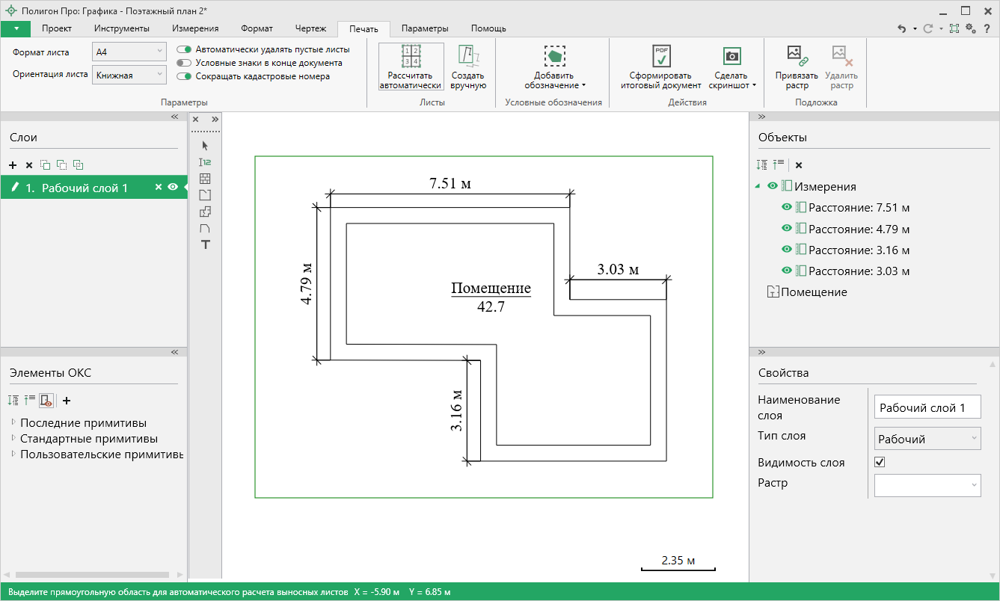 Полигон Про: Графика - Поэтажный план 2*
Проект Инструменты Измерения Формат Чертеж Печать Параметры Помощь ?
Формат листа A4
Ориентация листа Книжная
Автоматически удалять пустые листы
Условные знаки в конце документа
Сокращать кадастровые номера
Параметры
1 2
3 4
Рассчитать
автоматически
Создать
вручную
Листы
Добавить
обозначение
Условные обозначения
PDF
Сформировать
итоговый документ
Сделать
скриншот
Действия
Привязать
растр
Удалить
растр
Подложка
Слои
1. Рабочий слой 1
Элементы ОКС
Последние примитивы
Стандартные примитивы
Пользовательские примитивы
12
T
7.51 м
4.79 м
3.03 м
Помещение
42.7
3.16 м
2.35 м
Объекты
Измерения
Расстояние: 7.51 м
Расстояние: 4.79 м
Расстояние: 3.16 м
Расстояние: 3.03 м
Помещение
Свойства
Наименование
слоя
Рабочий слой 1
Тип слоя
Рабочий
Видимость слоя
Растр
Выделите прямоугольную область для автоматического расчета выносных листов X = -5.90 м Y = 6.85 м